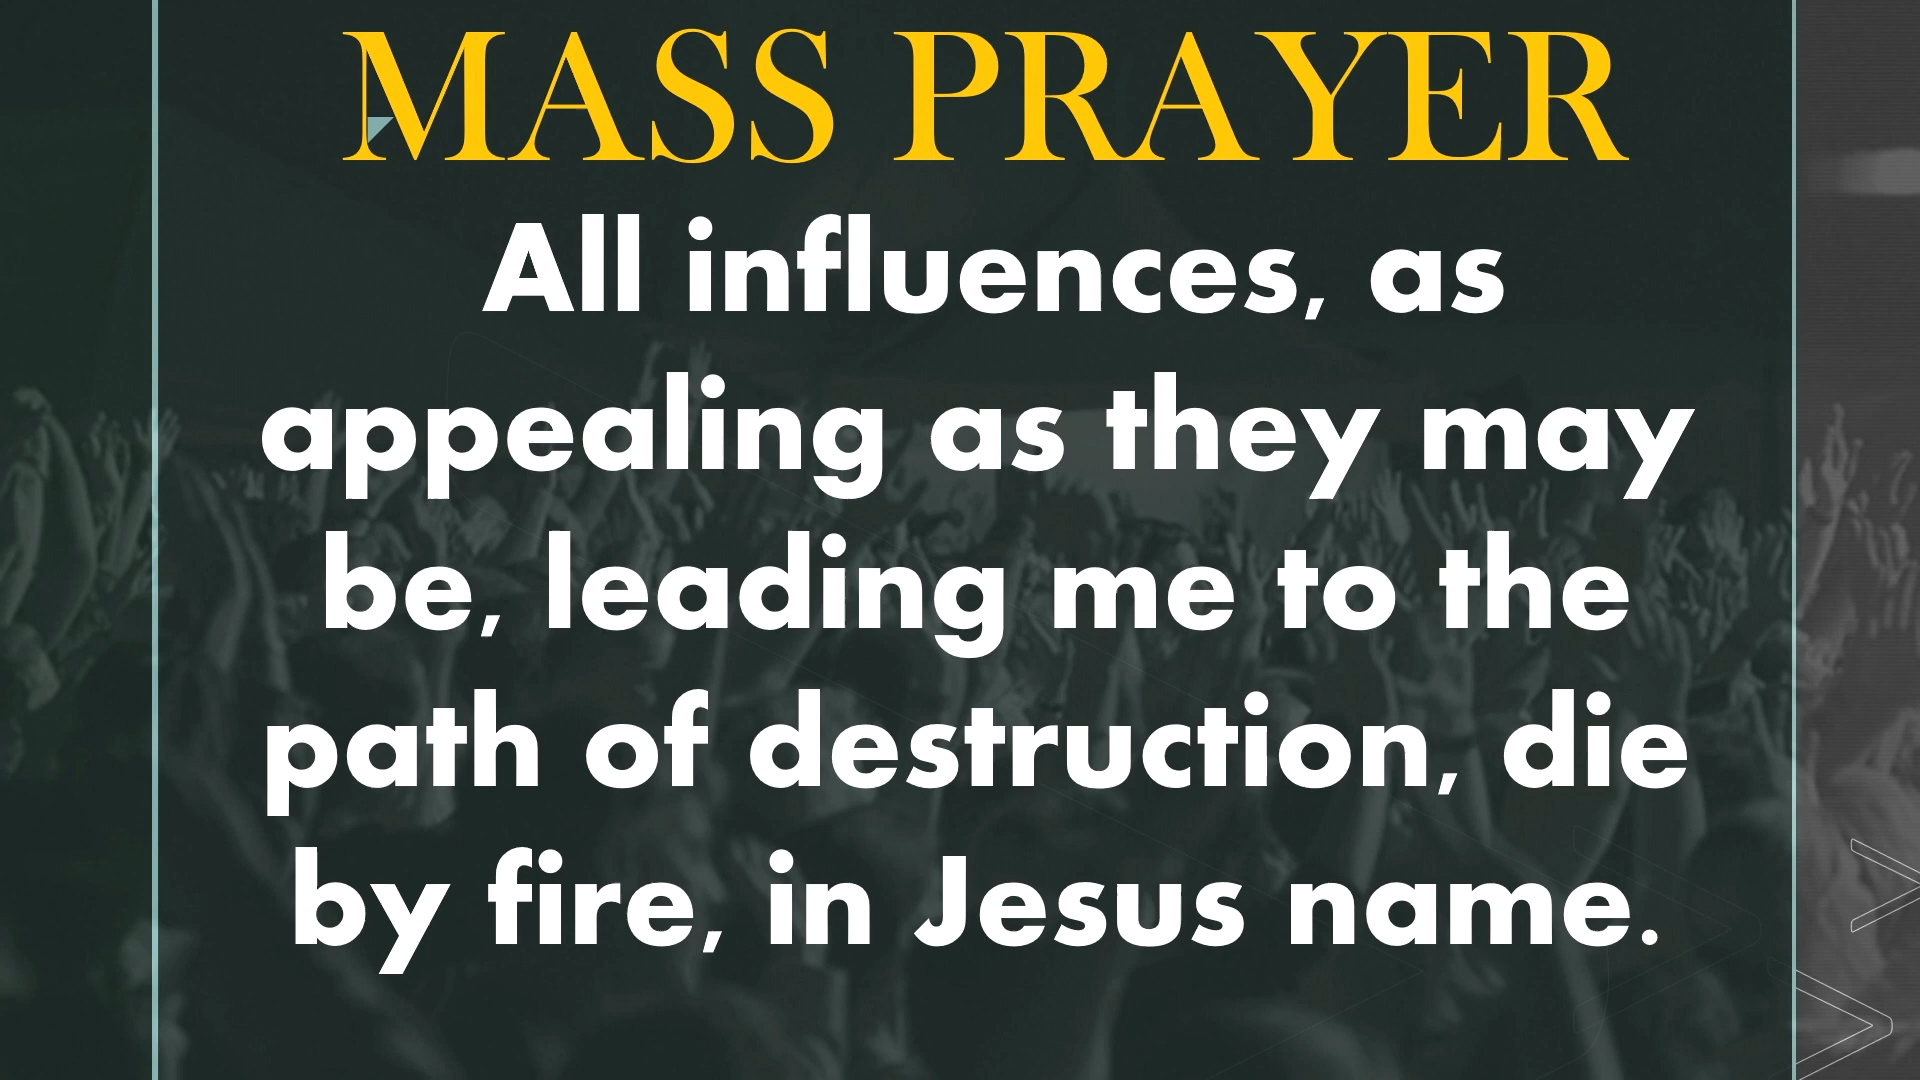 MASS PRAYER
All influences, as
appealing as they may
be, leading me to the
path of destruction, die
by fire, in Jesus name.